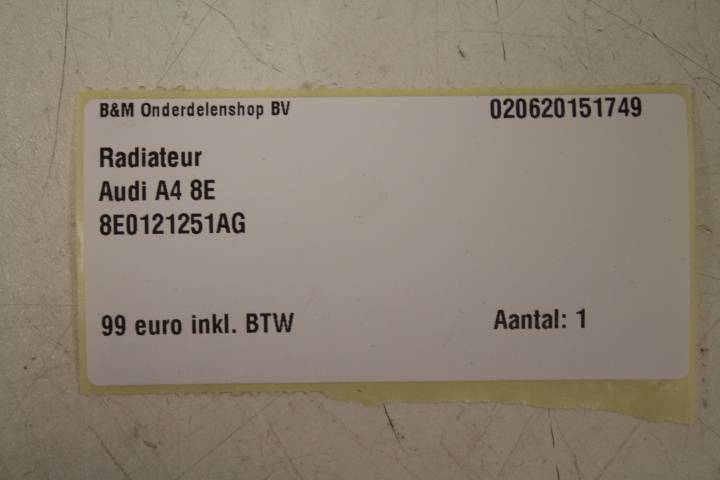 B&M Onderdelenshop BV 020620151749
Radiateur
Audi A4 8E
8E0121251AG
99 euro inkl. BTW Aantal: 1